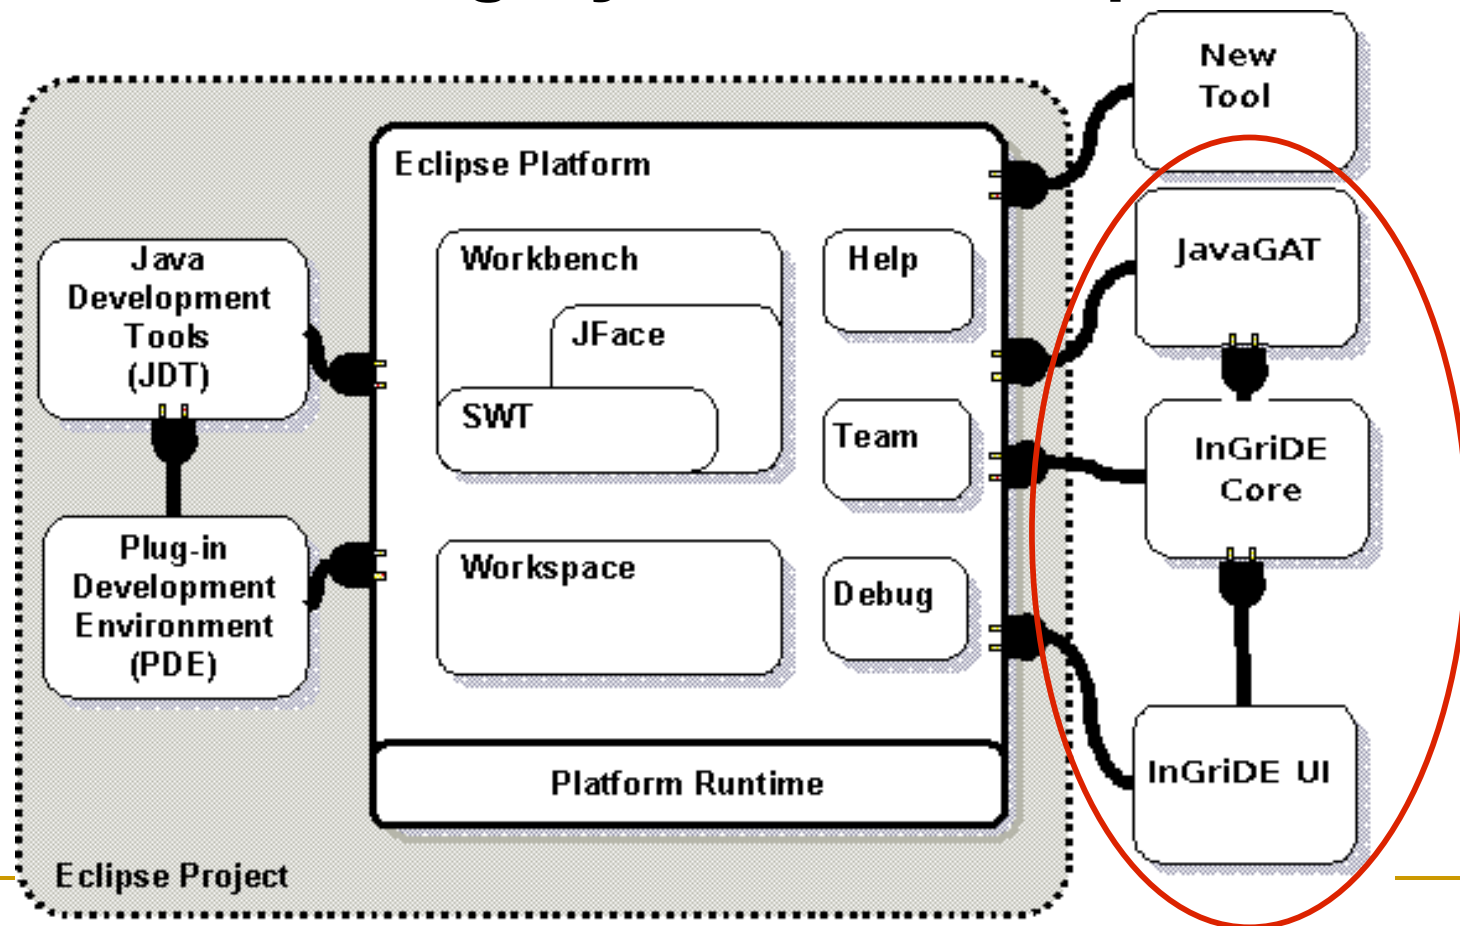 New
Tool
Eclipse Platform
Java
Development
Tools
(JDT)
Workbench
JFace
SWT
Help
JavaGAT
Team
InGriDE
Core
Plug-in
Development
Environment
(PDE)
Workspace
Debug
InGriDE UI
Platform Runtime
Eclipse Project